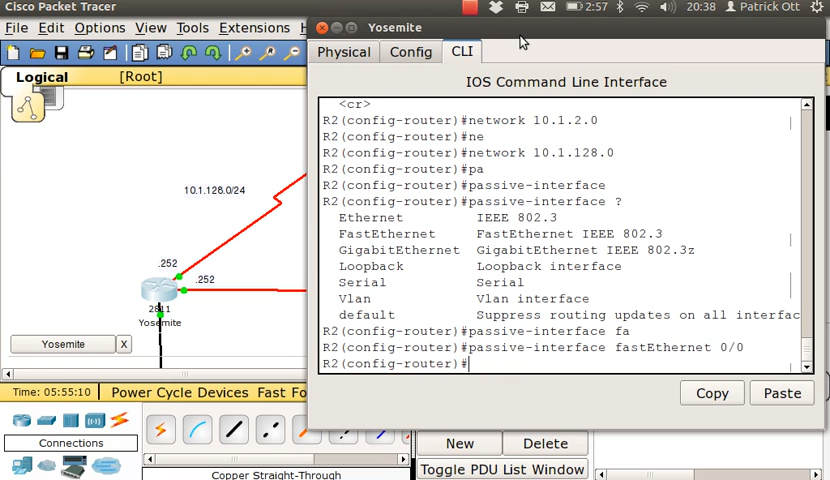 Cisco Packet Tracer
2:57
20:38
Patrick Ott
File Edit Options View Tools Extensions
Logical
[Root]
10.1.128.0/24
.252
.252
2811
Yosemite
Yosemite
X
Time: 05:55:10
Power Cycle Devices Fast Fo
Connections
Copper Straight-Through
Yosemite
Physical
Config
CLI
IOS Command Line Interface
<cr>
R2(config-router)#network 10.1.2.0
R2(config-router)#ne
R2(config-router)#network 10.1.128.0
R2(config-router)#pa
R2(config-router)#passive-interface
R2(config-router)#passive-interface ?
Ethernet IEEE 802.3
FastEthernet FastEthernet IEEE 802.3
GigabitEthernet GigabitEthernet IEEE 802.3z
Loopback Loopback interface
Serial Serial
Vlan Vlan interface
default Suppress routing updates on all interfac
R2(config-router)#passive-interface fa
R2(config-router)#passive-interface fastEthernet 0/0
R2(config-router)#
Copy
Paste
New
Delete
Toggle PDU List Window